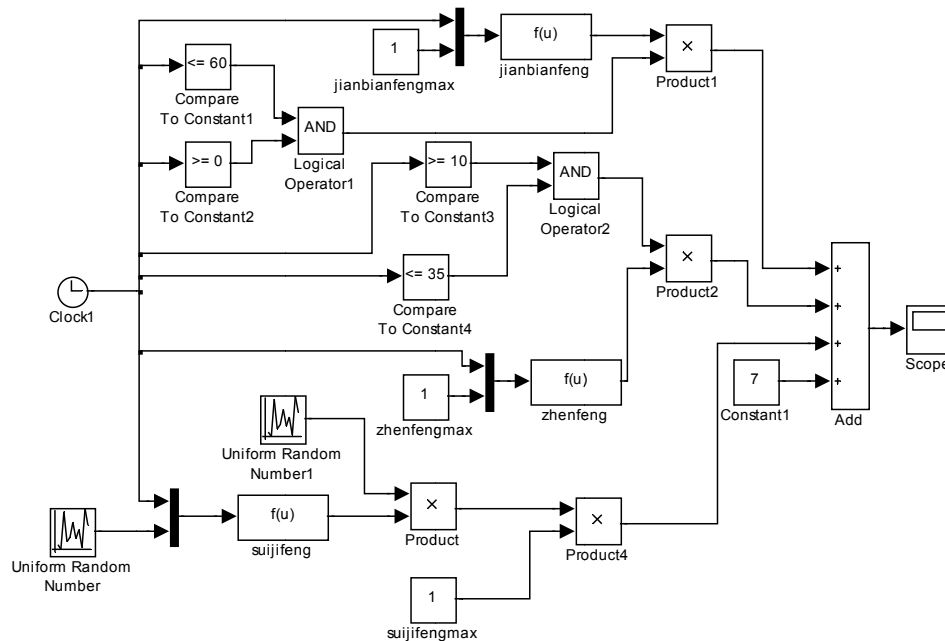 1
jianbianfengmax
f(u)
jianbianfeng
×
Product1
<= 60
Compare
To Constant1
AND
Logical
Operator1
>= 0
Compare
To Constant2
>= 10
Compare
To Constant3
AND
Logical
Operator2
<= 35
Compare
To Constant4
×
Product2
Clock1
1
zhenfengmax
f(u)
zhenfeng
7
Constant1
+
+
+
+
Add
Scope
Uniform Random
Number1
Uniform Random
Number
f(u)
suijifeng
×
Product
×
Product4
1
suijifengmax